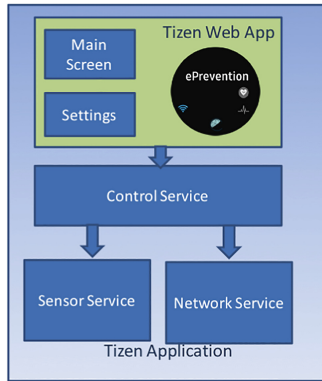 Tizen Web App
Main
Screen
ePrevention
Settings
Control Service
Sensor Service
Network Service
Tizen Application